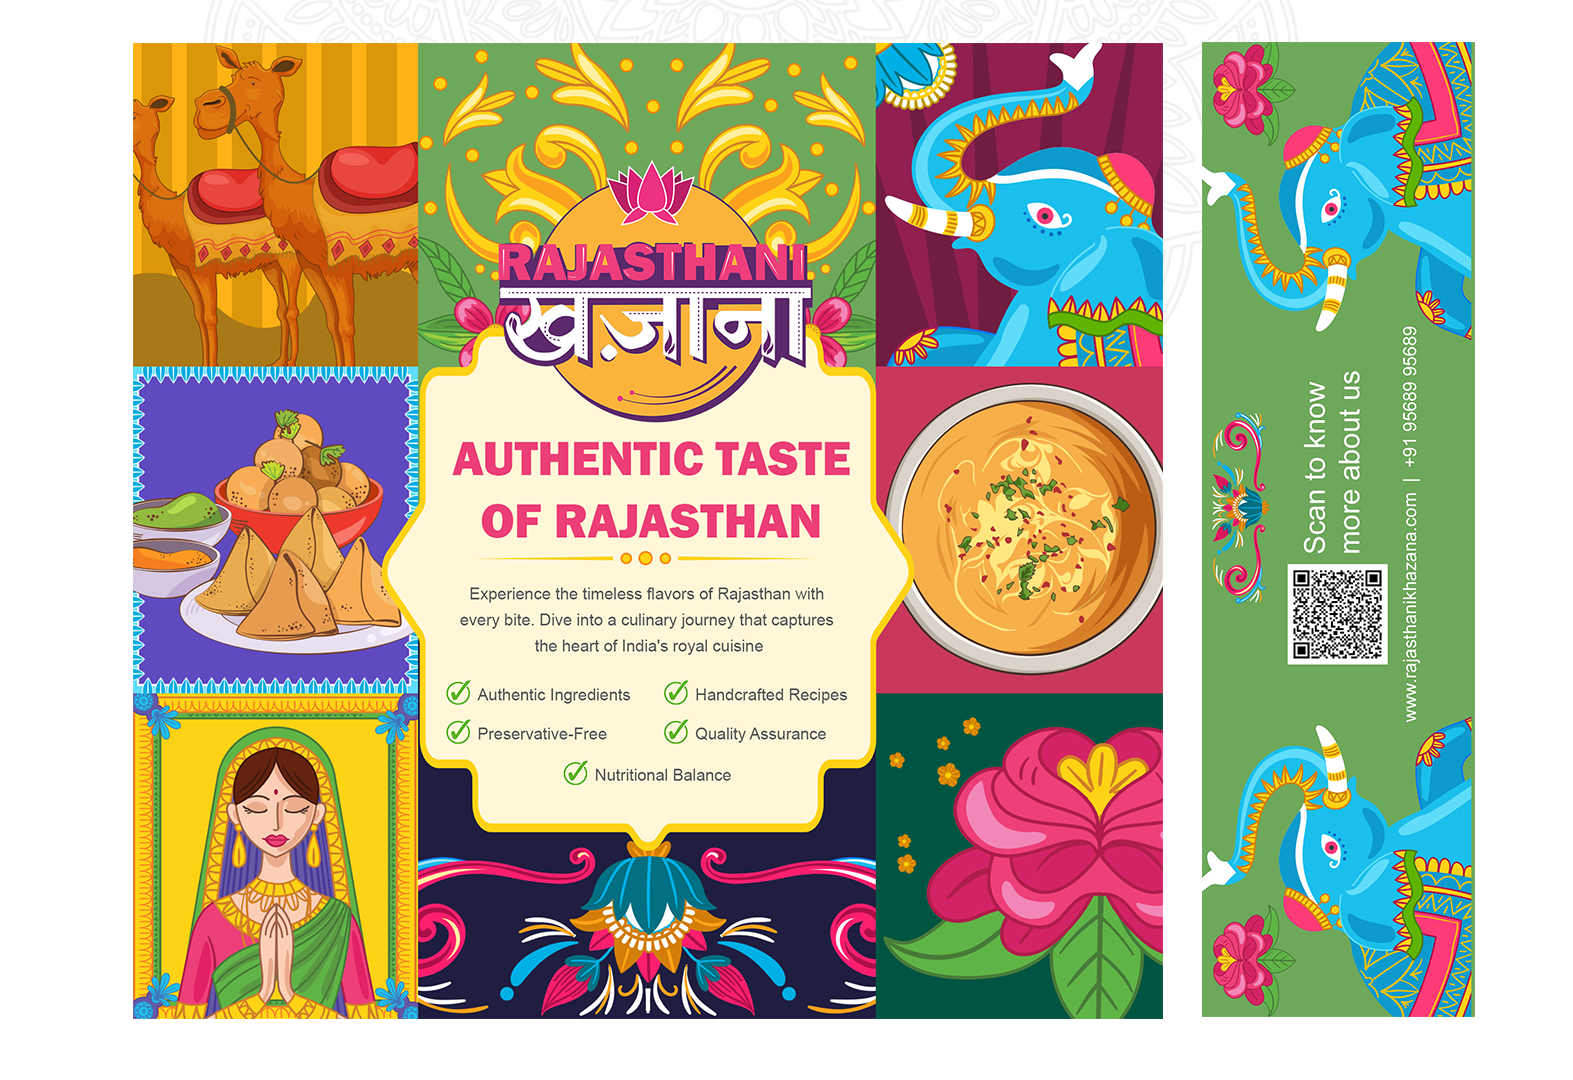 RAJASTHANI
खज़ाना
AUTHENTIC TASTE
OF RAJASTHAN
Experience the timeless flavors of Rajasthan with
every bite. Dive into a culinary journey that captures
the heart of India's royal cuisine
Authentic Ingredients
Handcrafted Recipes
Preservative-Free
Quality Assurance
Nutritional Balance
Scan to know
more about us
www.rajasthanikhazana.com | +91 95689 95689